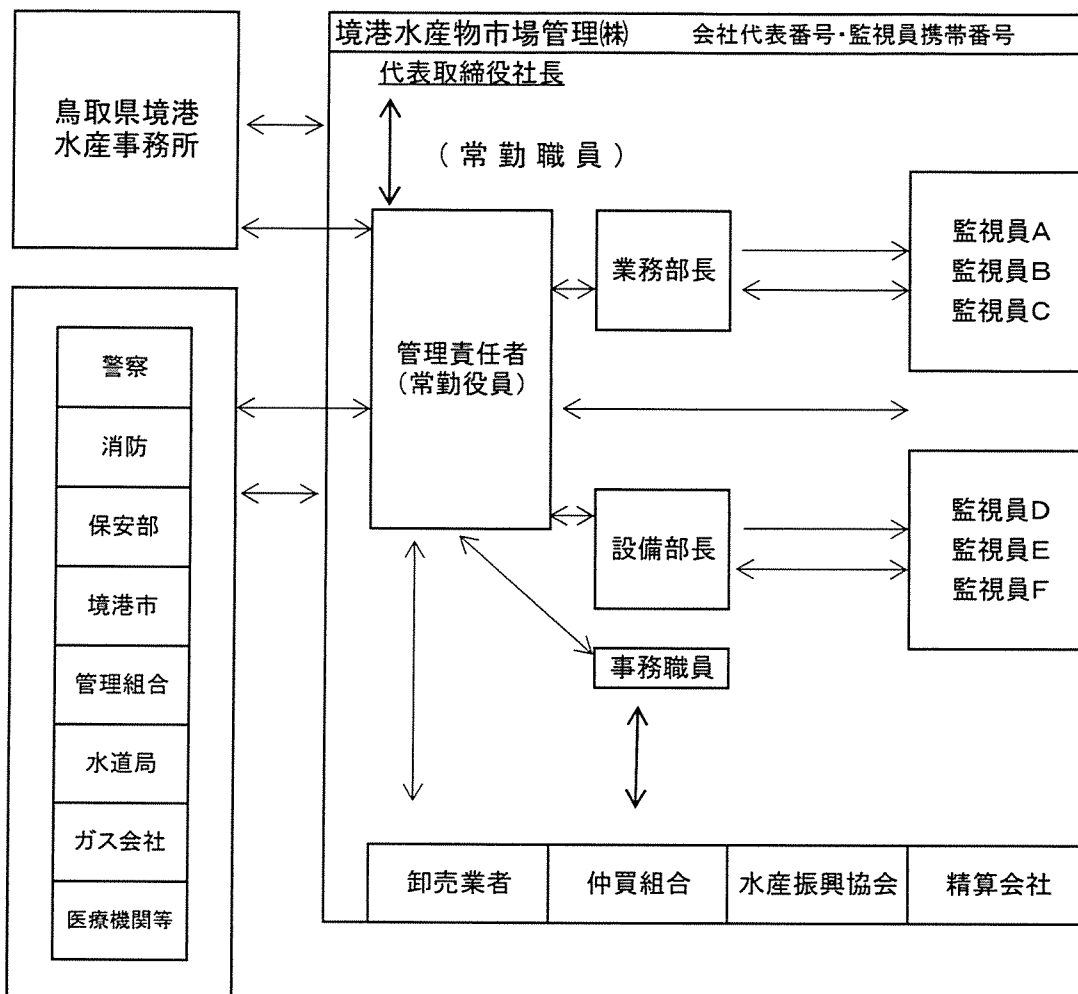 境港水産物市場管理㈱ 会社代表番号・監視員携帯番号
代表取締役社長
鳥取県境港
水産事務所
(常勤職員)
業務部長
監視員A
監視員B
監視員C
管理責任者
(常勤役員)
警察
消防
保安部
境港市
管理組合
水道局
ガス会社
医療機関等
設備部長
監視員D
監視員E
監視員F
事務職員
卸売業者
仲買組合
水産振興協会
精算会社